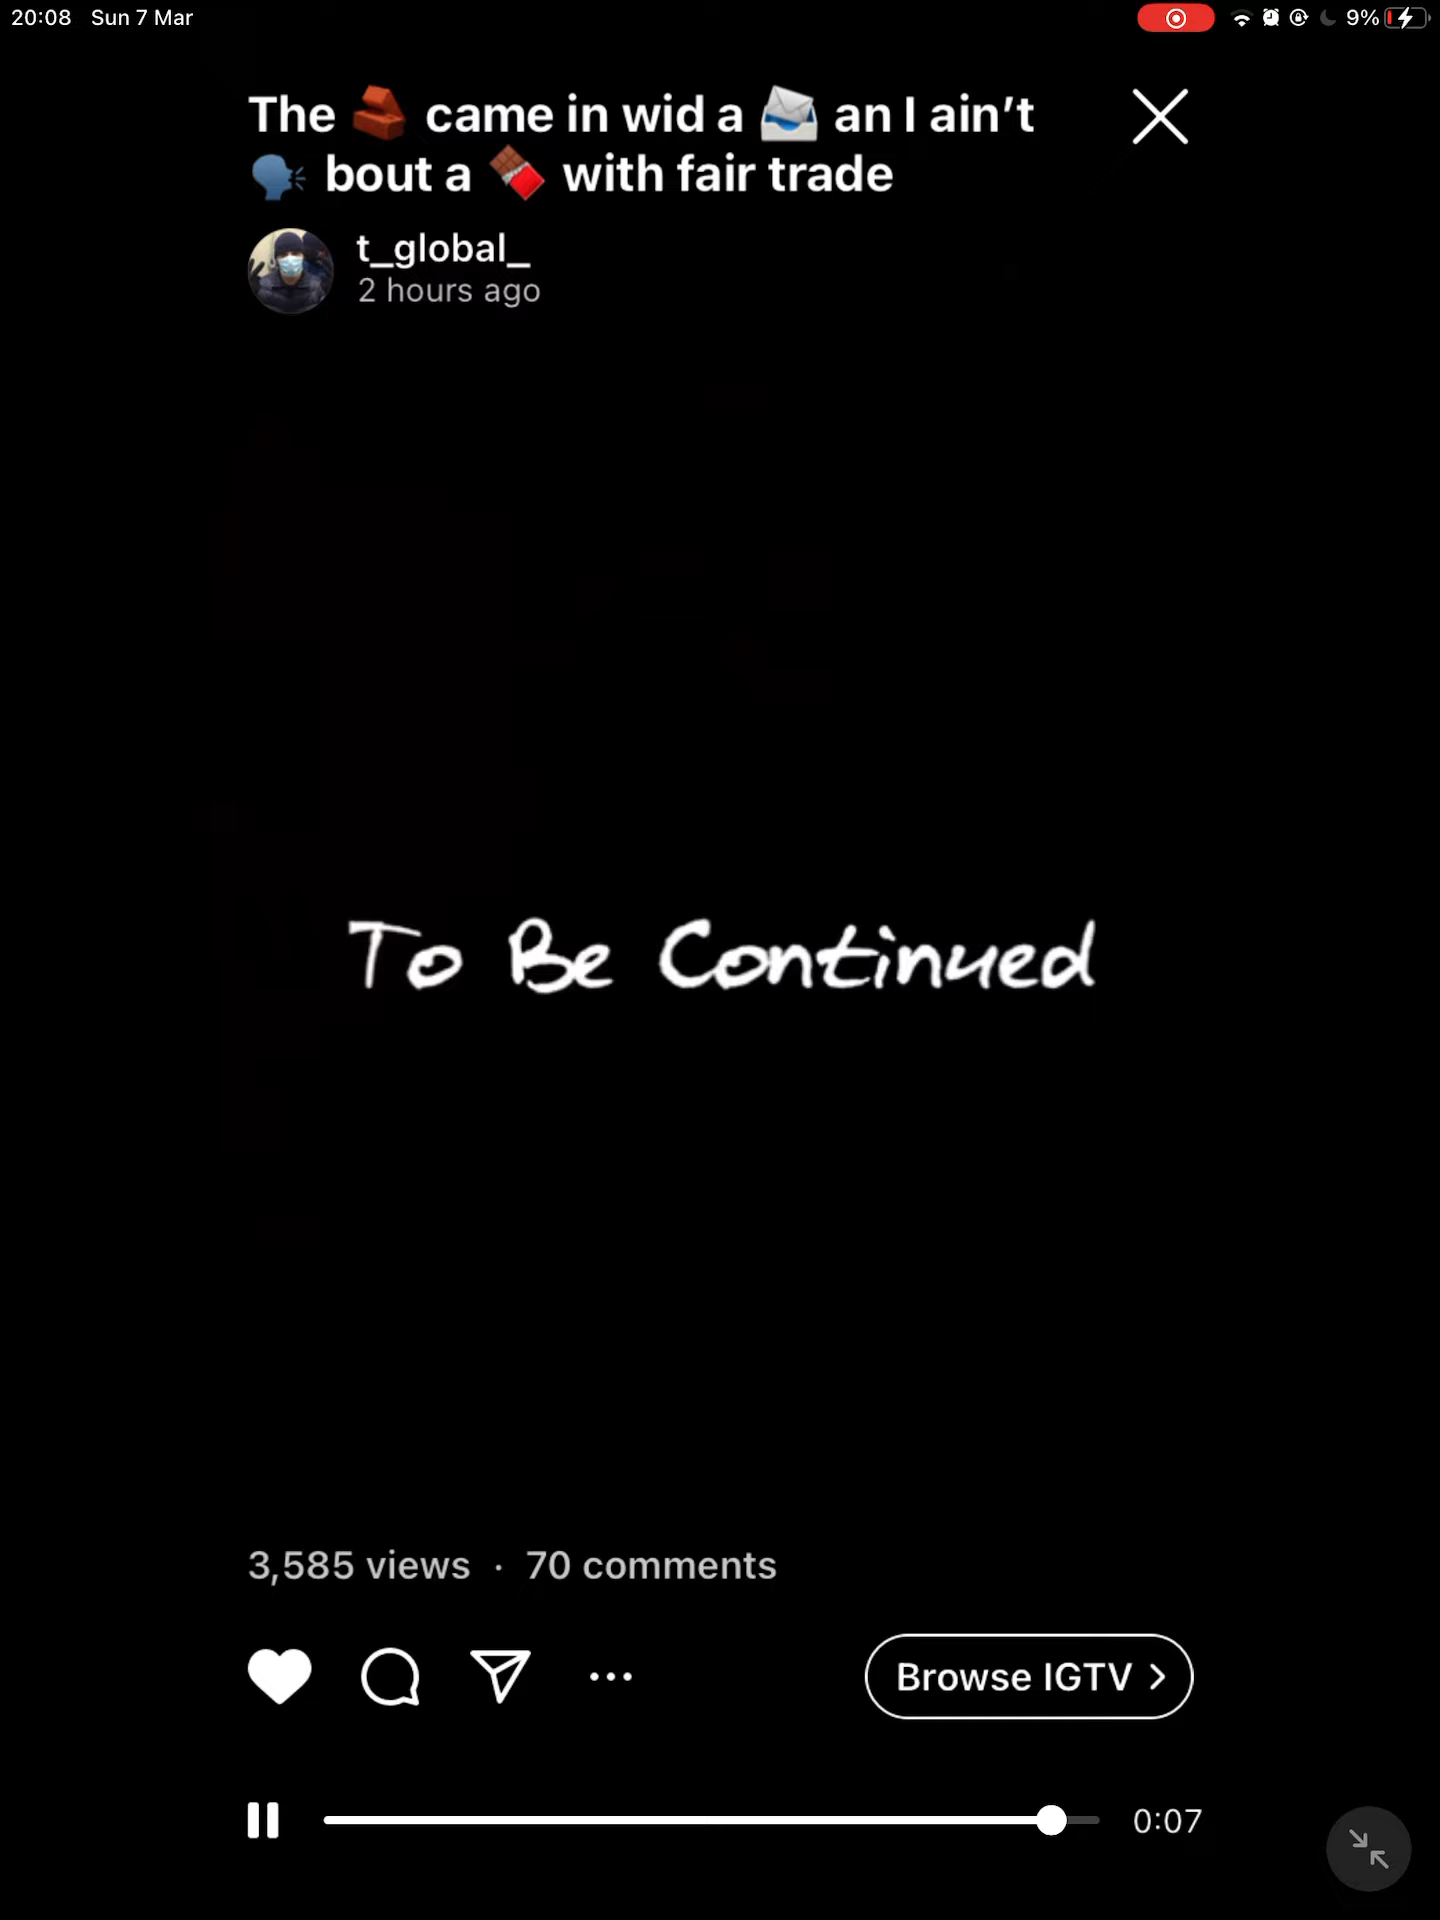 20:08 Sun 7 Mar 9%
The 🧱 came in wid a 📨 an I ain't
🗣 bout a 🍫 with fair trade
t_global_
2 hours ago
To Be Continued
3,585 views · 70 comments
Browse IGTV >
0:07